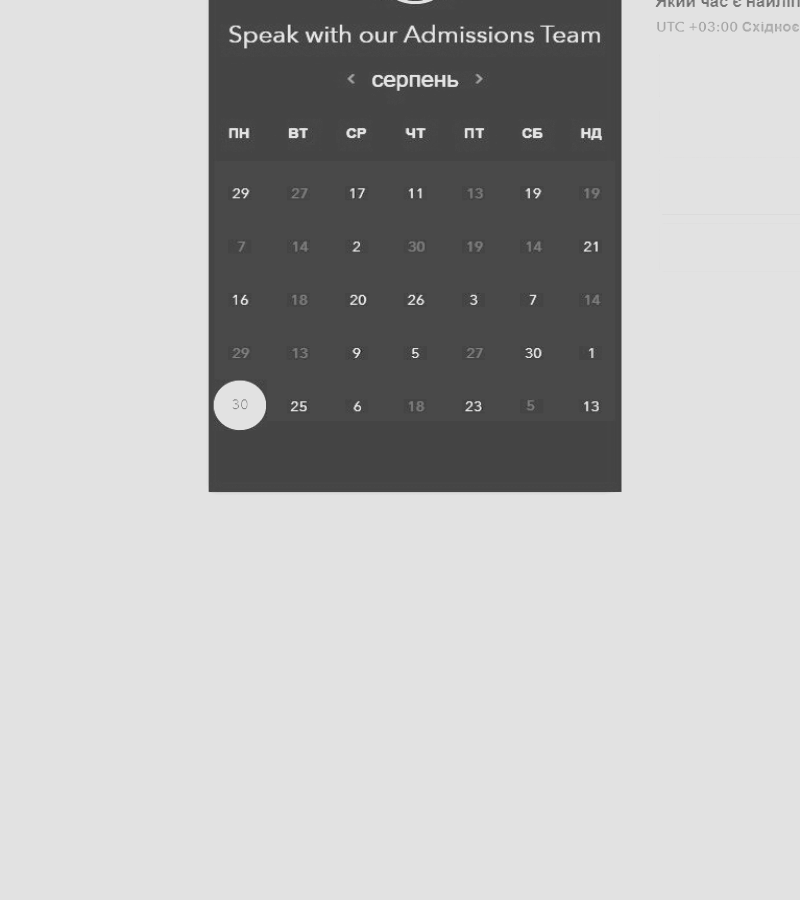 Speak with our Admissions Team
< серпень >
ПН ВТ СР ЧТ ПТ СБ НД
29 27 17 11 13 19 19
7 14 2 30 19 14 21
16 18 20 26 3 7 14
29 13 9 5 27 30 1
30 25 6 18 23 5 13
Який час є
UTC +03:00 Східноє